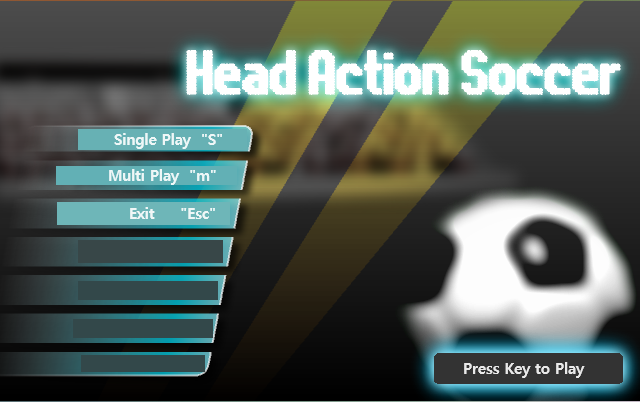 Head Action Soccer
Single Play "S"
Multi Play "m"
Exit "Esc"
Press Key to Play